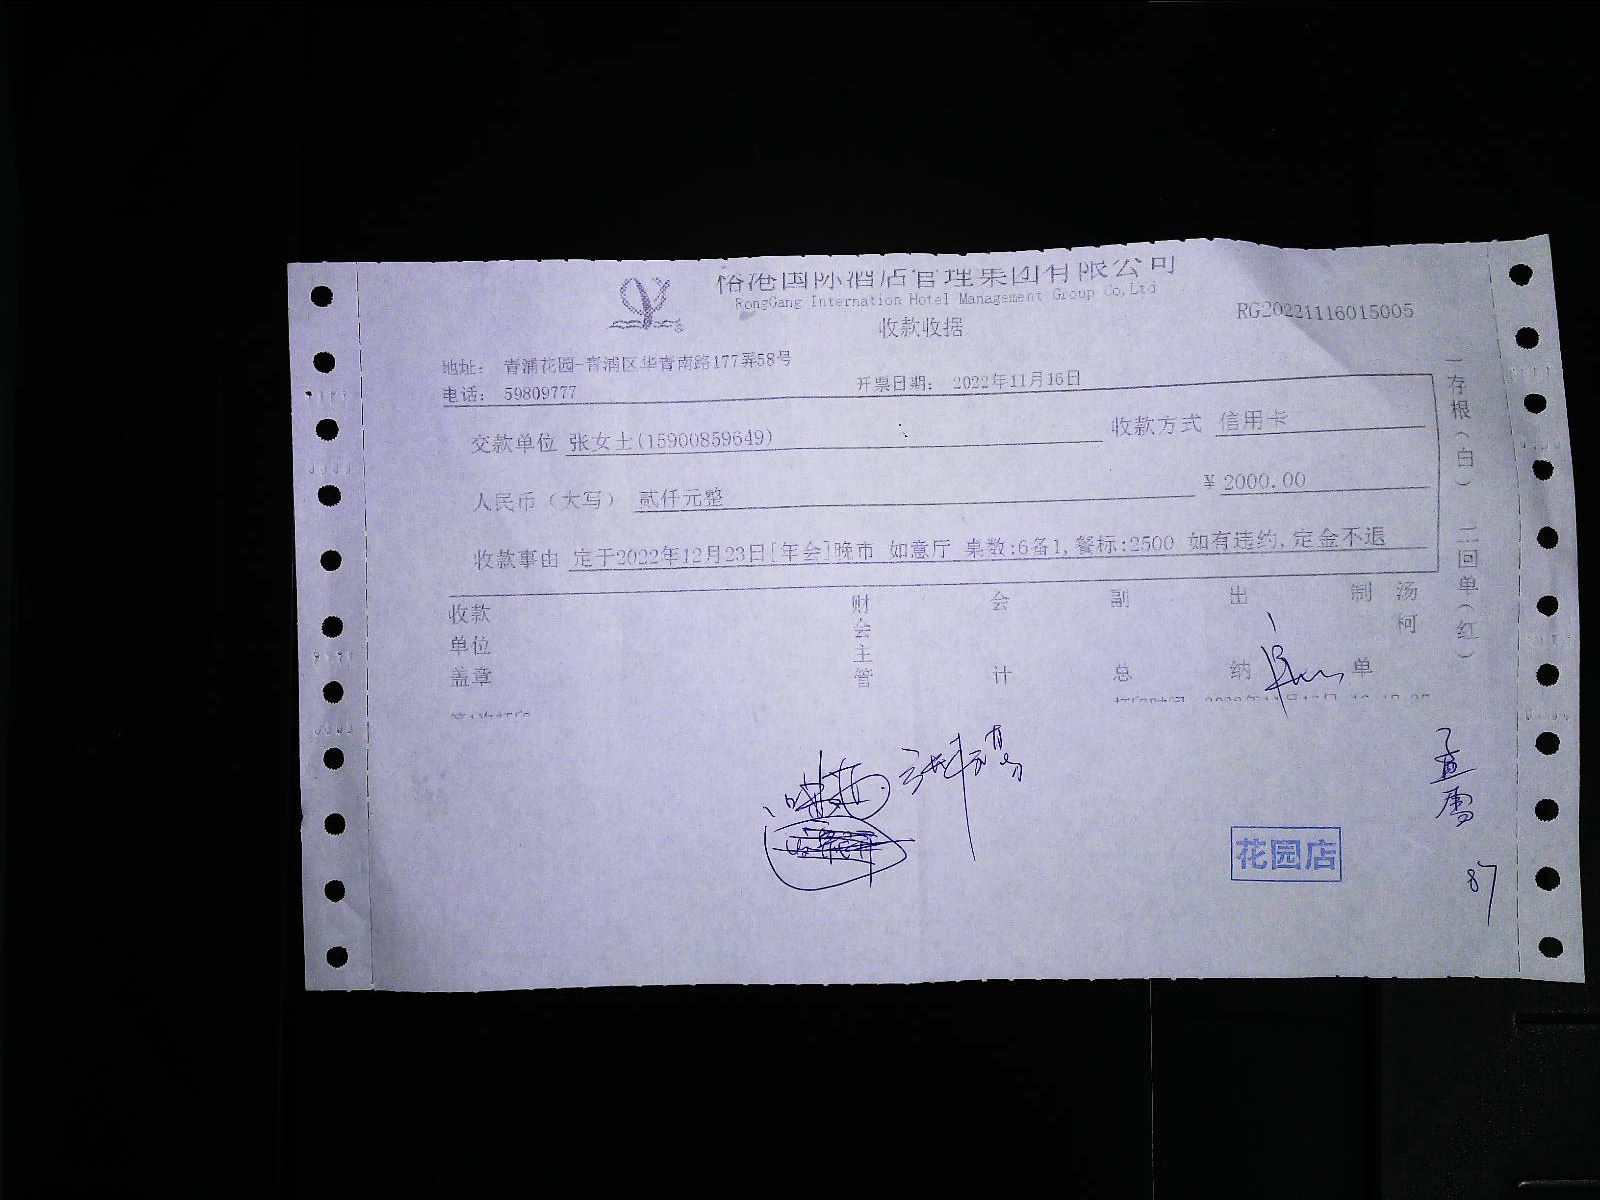 裕港国际酒店管理集团有限公司
RongGang Internation Hotel Management Group Co,Ltd
收款收据
RG20221116015005
地址： 青浦花园-青浦区华青南路177弄58号
电话： 59809777 开票日期： 2022年11月16日
交款单位 张女士(15900859649) 收款方式 信用卡
人民币（大写） 贰仟元整 ￥2000.00
收款事由 定于2022年12月23日[年会]晚市 如意厅 桌数:6备1,餐标:2500 如有违约,定金不退
收款单位盖章 财会主管 会计 副总 出纳 制单 汤柯
一存根（白） 二回单（红）
孟雷
花园店
87